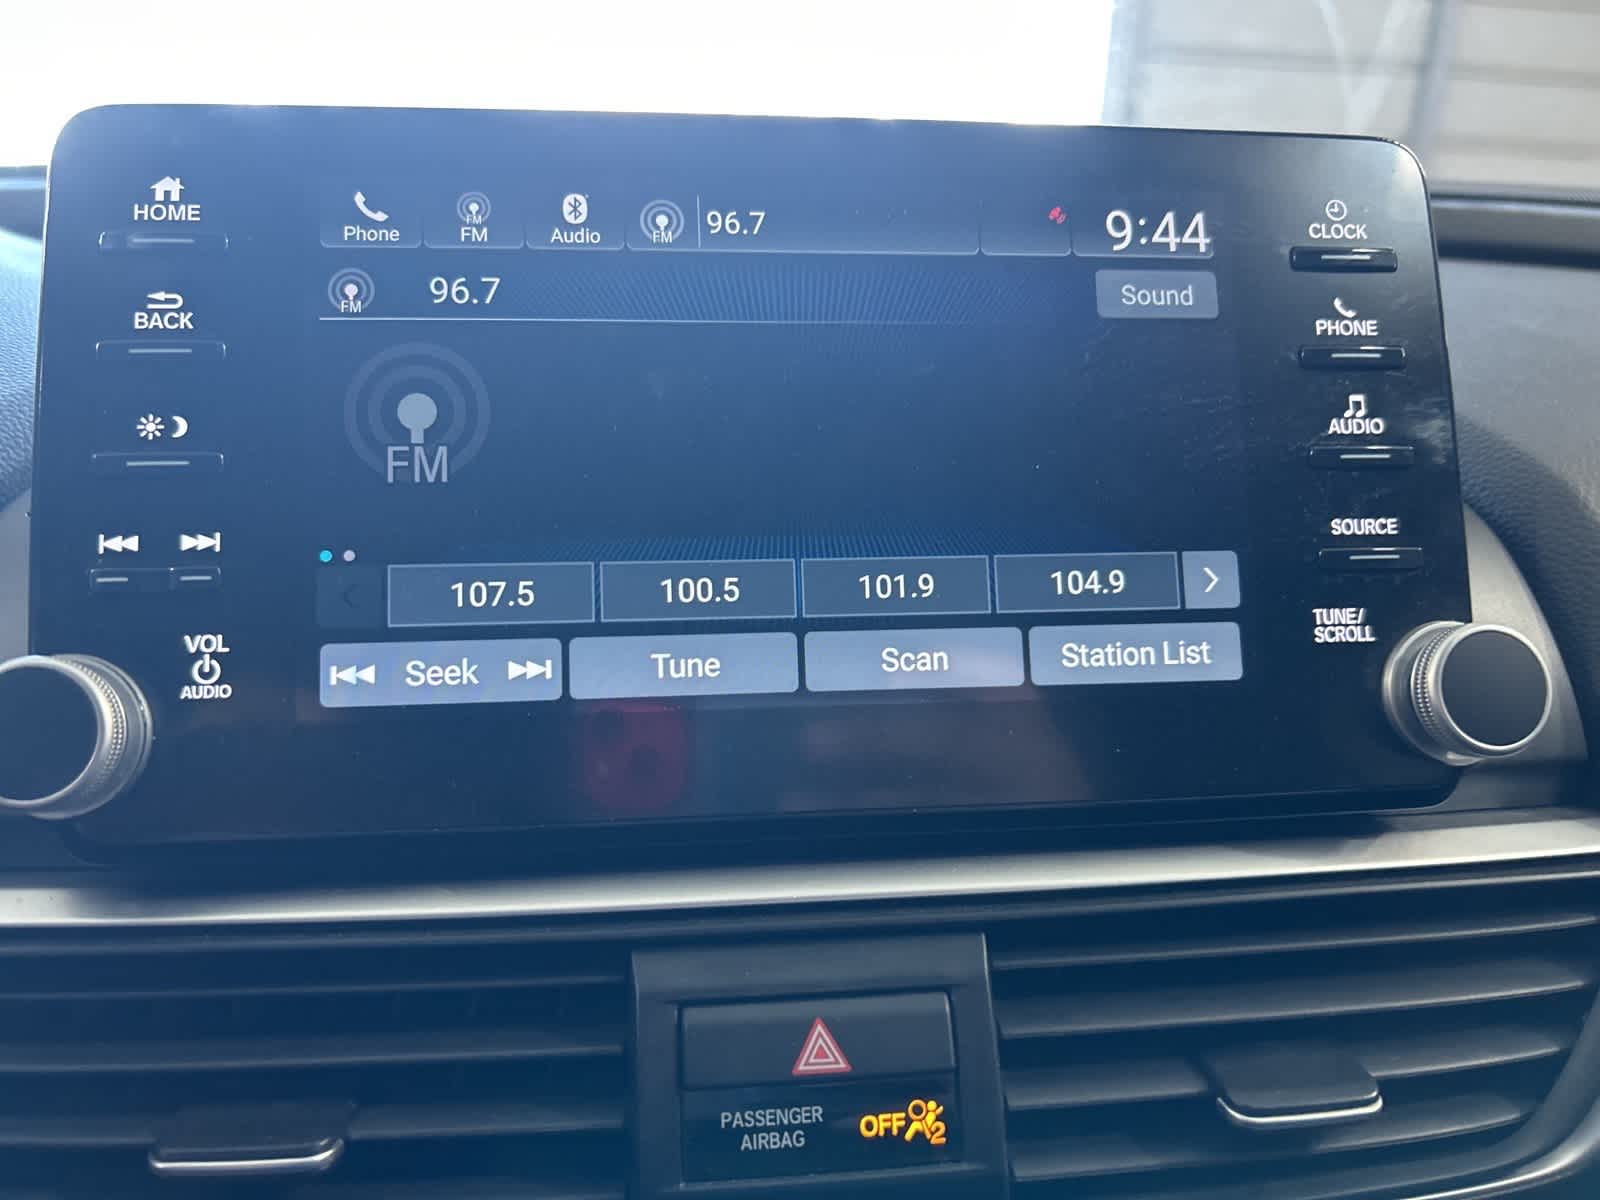 HOME
BACK
VOL
AUDIO
Phone
FM
FM
Audio
FM
96.7
9:44
FM
96.7
Sound
FM
107.5
100.5
101.9
104.9
Seek
Tune
Scan
Station List
CLOCK
PHONE
AUDIO
SOURCE
TUNE/
SCROLL
PASSENGER
AIRBAG
OFF
2